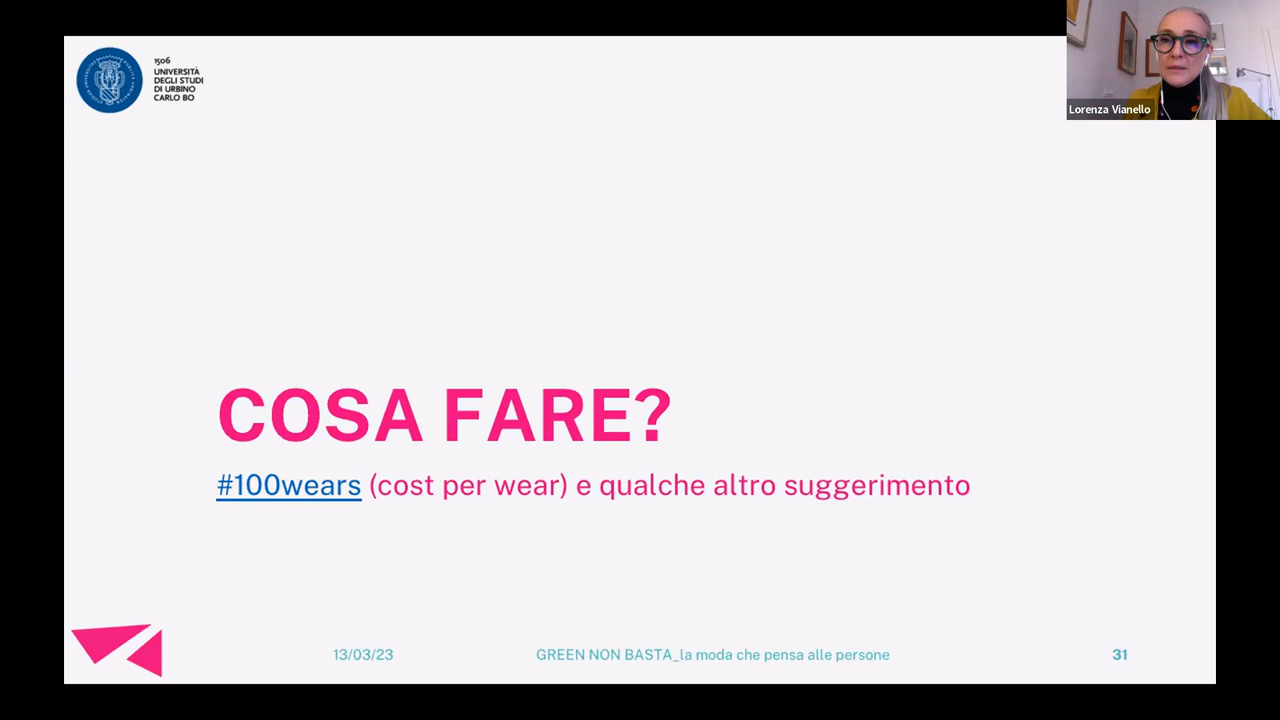 1506
UNIVERSITÀ
DEGLI STUDI
DI URBINO
CARLO BO
Lorenza Vianello
COSA FARE?
#100wears (cost per wear) e qualche altro suggerimento
13/03/23
GREEN NON BASTA_la moda che pensa alle persone
31